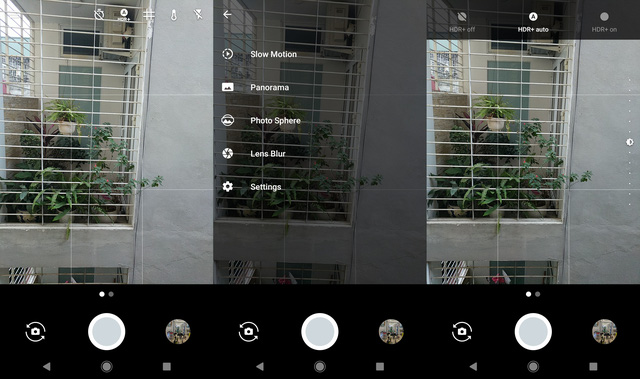 HDR+
Slow Motion
Panorama
Photo Sphere
Lens Blur
Settings
A
HDR+ off
HDR+ auto
HDR+ on